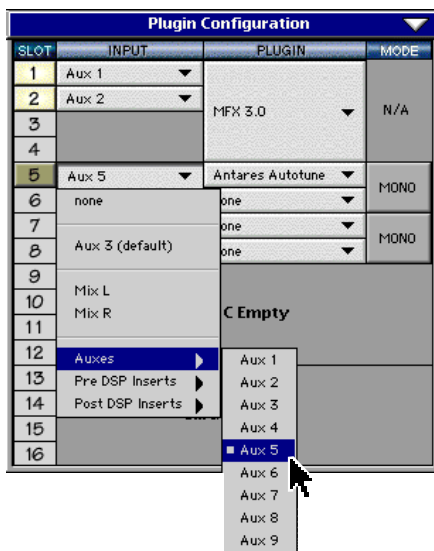 Plugin Configuration
SLOT INPUT PLUGIN MODE
1 Aux 1
2 Aux 2
MFX 3.0 N/A
3
4
5 Aux 5 Antares Autotune
MONO
6 none
7
Aux 3 (default)
MONO
8
9
10 Mix L
Mix R C Empty
11
12 Auxes Aux 1
13 Pre DSP Inserts Aux 2
14 Post DSP Inserts Aux 3
15 Aux 4
16 Aux 5
Aux 6
Aux 7
Aux 8
Aux 9